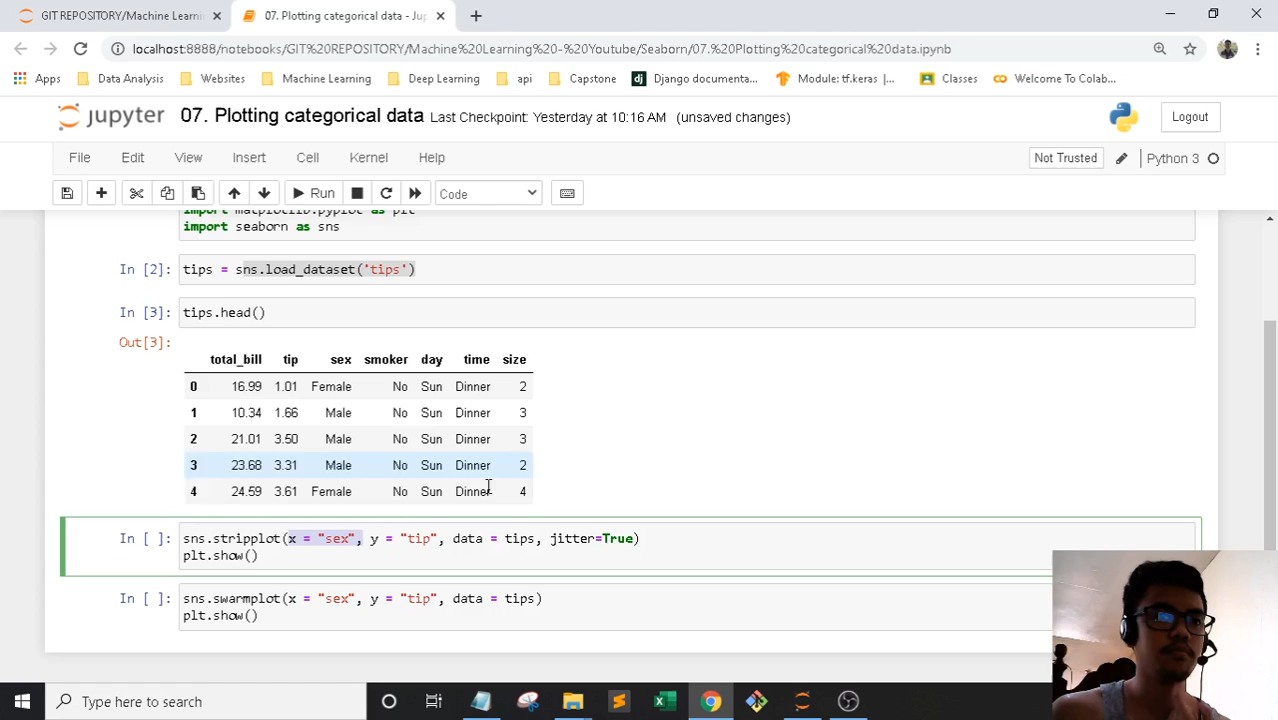 GIT REPOSITORY/Machine Learni
07. Plotting categorical data - Jup
localhost:8888/notebooks/GIT%20REPOSITORY/Machine%20Learning%20-%20Youtube/Seaborn/07.%20Plotting%20categorical%20data.ipynb
Apps Data Analysis Websites Machine Learning Deep Learning api Capstone dj Django documenta... Module: tf.keras |... Classes Welcome To Colab...
jupyter 07. Plotting categorical data Last Checkpoint: Yesterday at 10:16 AM (unsaved changes) Logout
File Edit View Insert Cell Kernel Help Not Trusted Python 3
Run Code
import matplotlib.pyplot as plt
import seaborn as sns
In [2]: tips = sns.load_dataset('tips')
In [3]: tips.head()
Out[3]:
total_bill tip sex smoker day time size
0 16.99 1.01 Female No Sun Dinner 2
1 10.34 1.66 Male No Sun Dinner 3
2 21.01 3.50 Male No Sun Dinner 3
3 23.68 3.31 Male No Sun Dinner 2
4 24.59 3.61 Female No Sun Dinner 4
In [ ]: sns.stripplot(x = "sex", y = "tip", data = tips, jitter=True)
plt.show()
In [ ]: sns.swarmplot(x = "sex", y = "tip", data = tips)
plt.show()
Type here to search